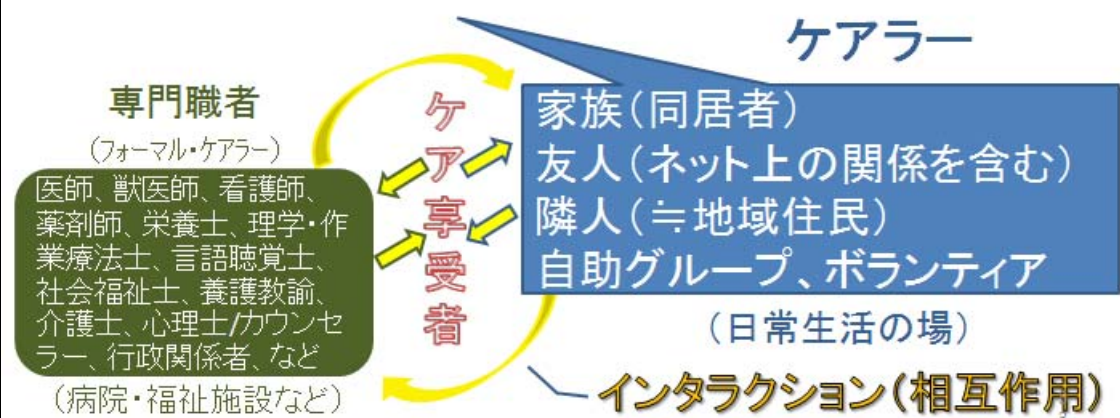 専門職者
(フォーマル・ケアラー)
医師、獣医師、看護師、
薬剤師、栄養士、理学・作
業療法士、言語聴覚士、
社会福祉士、養護教諭、
介護士、心理士/カウンセ
ラー、行政関係者、など
(病院・福祉施設など)
ケア享受者
ケアラー
家族(同居者)
友人(ネット上の関係を含む)
隣人(≒地域住民)
自助グループ、ボランティア
(日常生活の場)
インタラクション(相互作用)